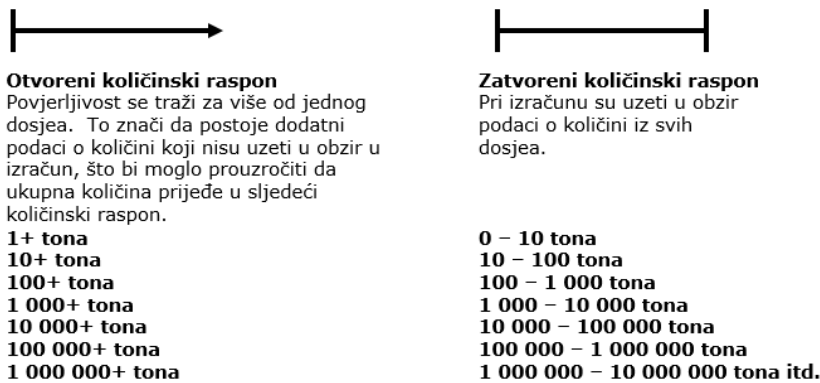 Otvoreni količinski raspon
Povjerljivost se traži za više od jednog
dosjea.  To znači da postoje dodatni
podaci o količini koji nisu uzeti u obzir u
izračun, što bi moglo prouzročiti da
ukupna količina prijeđe u sljedeći
količinski raspon.
1+ tona
10+ tona
100+ tona
1 000+ tona
10 000+ tona
100 000+ tona
1 000 000+ tona
Zatvoreni količinski raspon
Pri izračunu su uzeti u obzir
podaci o količini iz svih
dosjea.
0 – 10 tona
10 – 100 tona
100 – 1 000 tona
1 000 – 10 000 tona
10 000 – 100 000 tona
100 000 – 1 000 000 tona
1 000 000 – 10 000 000 tona itd.